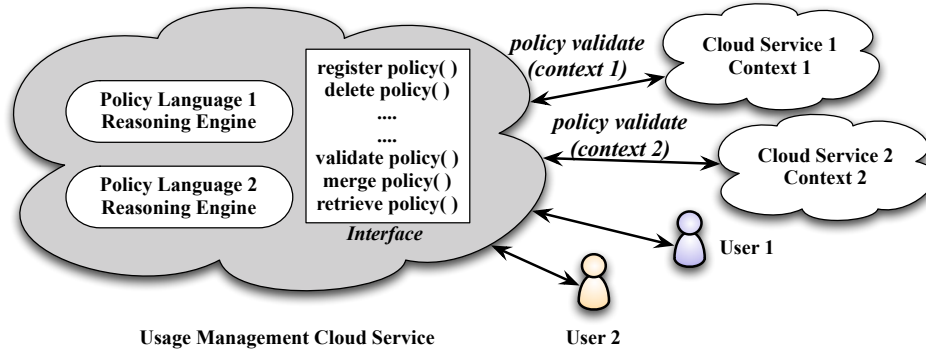 Policy Language 1
Reasoning Engine
Policy Language 2
Reasoning Engine
register policy( )
delete policy( )
....
....
validate policy( )
merge policy( )
retrieve policy( )
Interface
policy validate
(context 1)
Cloud Service 1
Context 1
policy validate
(context 2)
Cloud Service 2
Context 2
User 1
User 2
Usage Management Cloud Service